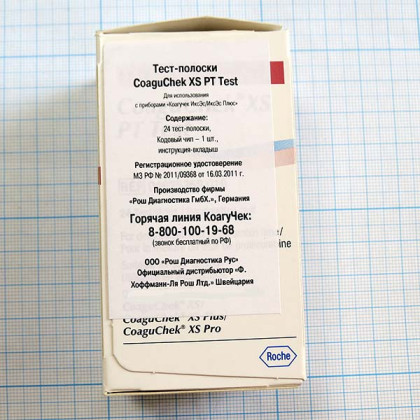 Тест-полоски
CoaguChek XS PT Test
Для использования
с приборами «Коагучек ИксЭс/ИксЭс Плюс»
Содержание:
24 тест-полоски,
Кодовый чип – 1 шт.,
инструкция-вкладыш
Регистрационное удостоверение
МЗ РФ № 2011/09368 от 16.03.2011 г.
Производство фирмы
«Рош Диагностика ГмбХ.», Германия
Горячая линия КоагуЧек:
8-800-100-19-68
(звонок бесплатный по РФ)
ООО «Рош Диагностика Рус»
Официальный дистрибьютор «Ф.
Хоффманн-Ля Рош Лтд.» Швейцария
CoaguChek® XS/
CoaguChek® XS Plus/
CoaguChek® XS Pro
Roche